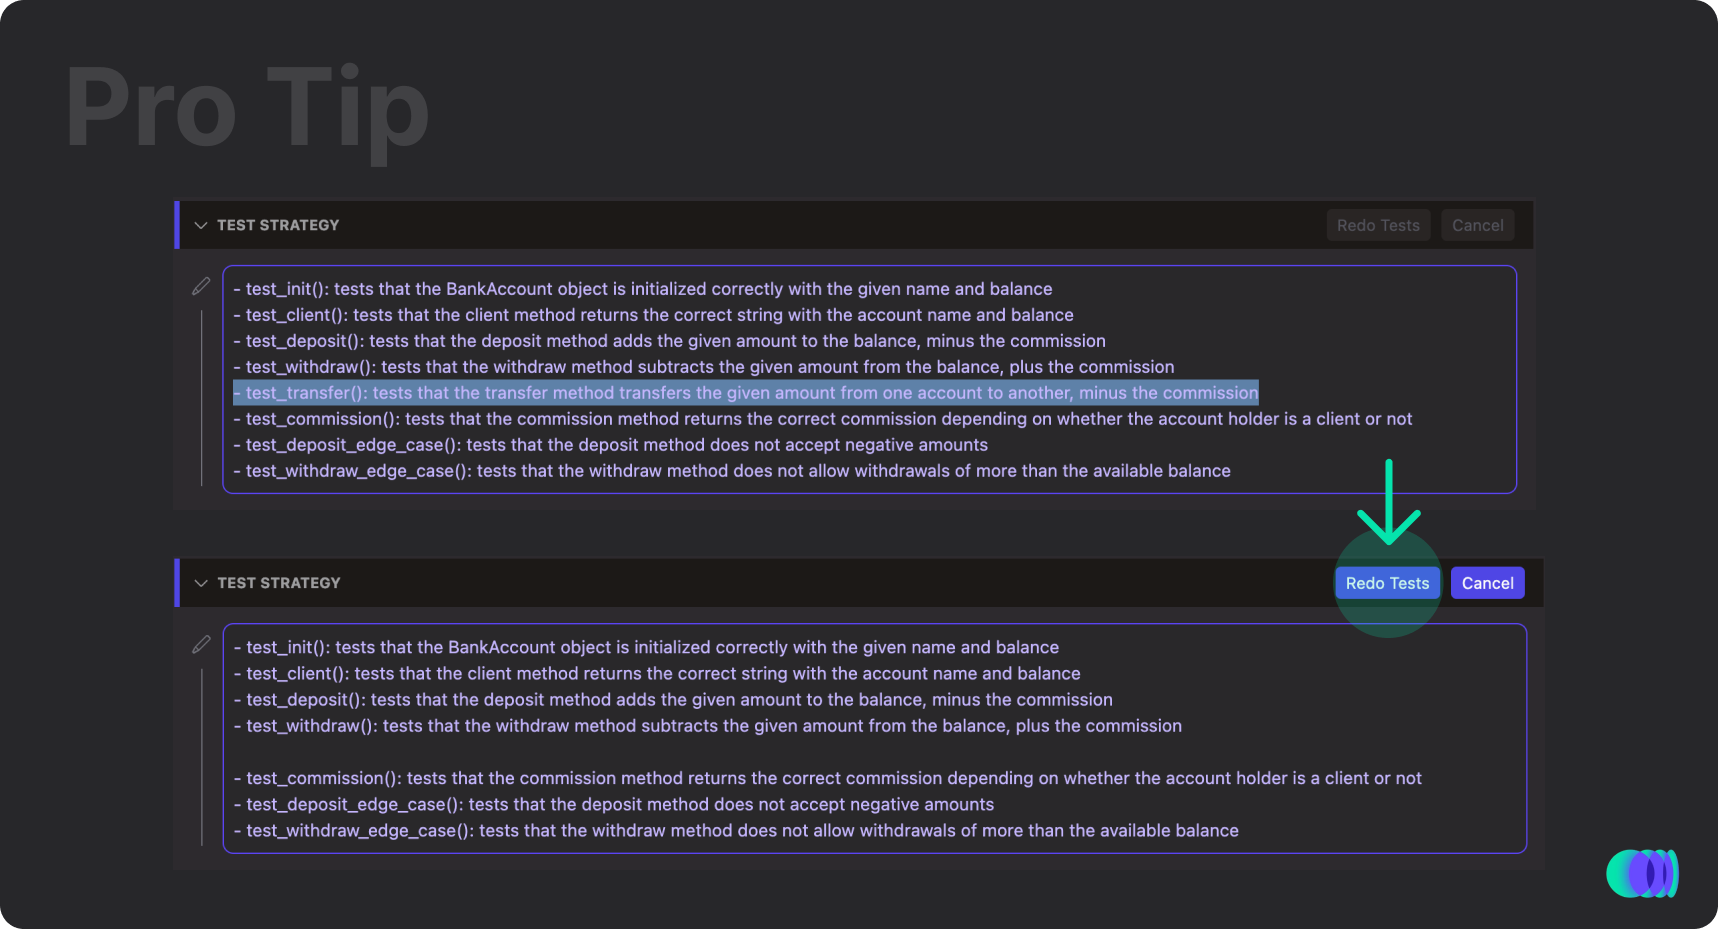 Pro Tip
TEST STRATEGY
Redo Tests
Cancel
- test_init(): tests that the BankAccount object is initialized correctly with the given name and balance
- test_client(): tests that the client method returns the correct string with the account name and balance
- test_deposit(): tests that the deposit method adds the given amount to the balance, minus the commission
- test_withdraw(): tests that the withdraw method subtracts the given amount from the balance, plus the commission
- test_transfer(): tests that the transfer method transfers the given amount from one account to another, minus the commission
- test_commission(): tests that the commission method returns the correct commission depending on whether the account holder is a client or not
- test_deposit_edge_case(): tests that the deposit method does not accept negative amounts
- test_withdraw_edge_case(): tests that the withdraw method does not allow withdrawals of more than the available balance
TEST STRATEGY
Redo Tests
Cancel
- test_init(): tests that the BankAccount object is initialized correctly with the given name and balance
- test_client(): tests that the client method returns the correct string with the account name and balance
- test_deposit(): tests that the deposit method adds the given amount to the balance, minus the commission
- test_withdraw(): tests that the withdraw method subtracts the given amount from the balance, plus the commission
- test_commission(): tests that the commission method returns the correct commission depending on whether the account holder is a client or not
- test_deposit_edge_case(): tests that the deposit method does not accept negative amounts
- test_withdraw_edge_case(): tests that the withdraw method does not allow withdrawals of more than the available balance